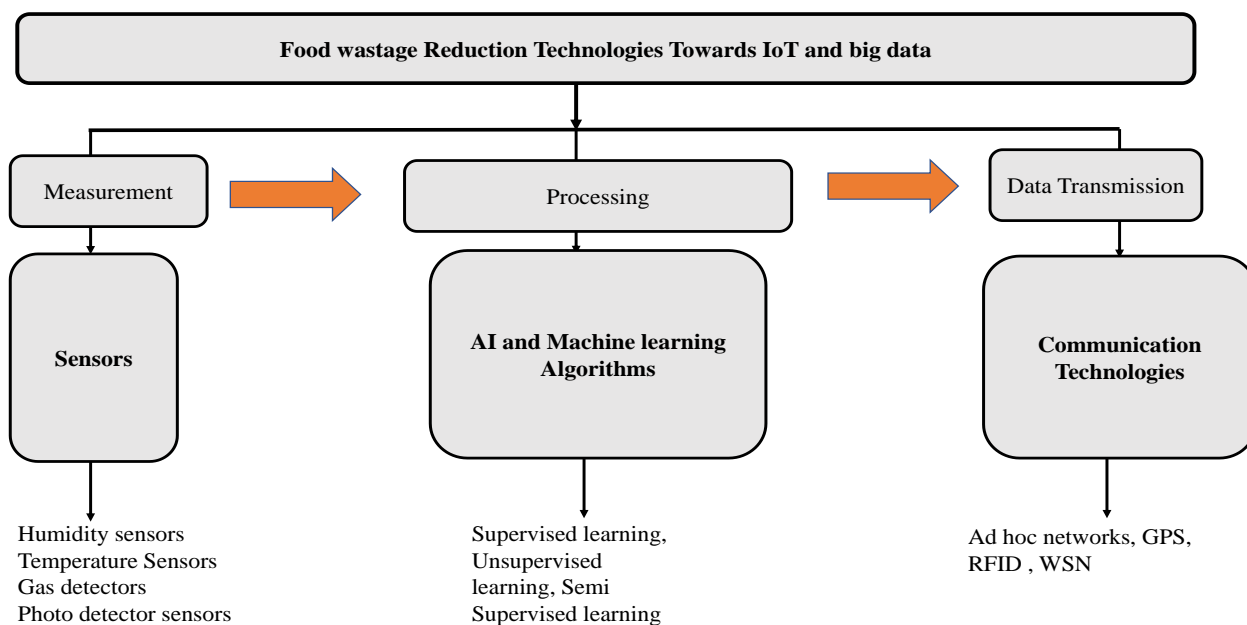 Food wastage Reduction Technologies Towards IoT and big data
Measurement
Processing
Data Transmission
Sensors
AI and Machine learning
Algorithms
Communication
Technologies
Humidity sensors
Temperature Sensors
Gas detectors
Photo detector sensors
Supervised learning,
Unsupervised
learning, Semi
Supervised learning
Ad hoc networks, GPS,
RFID , WSN